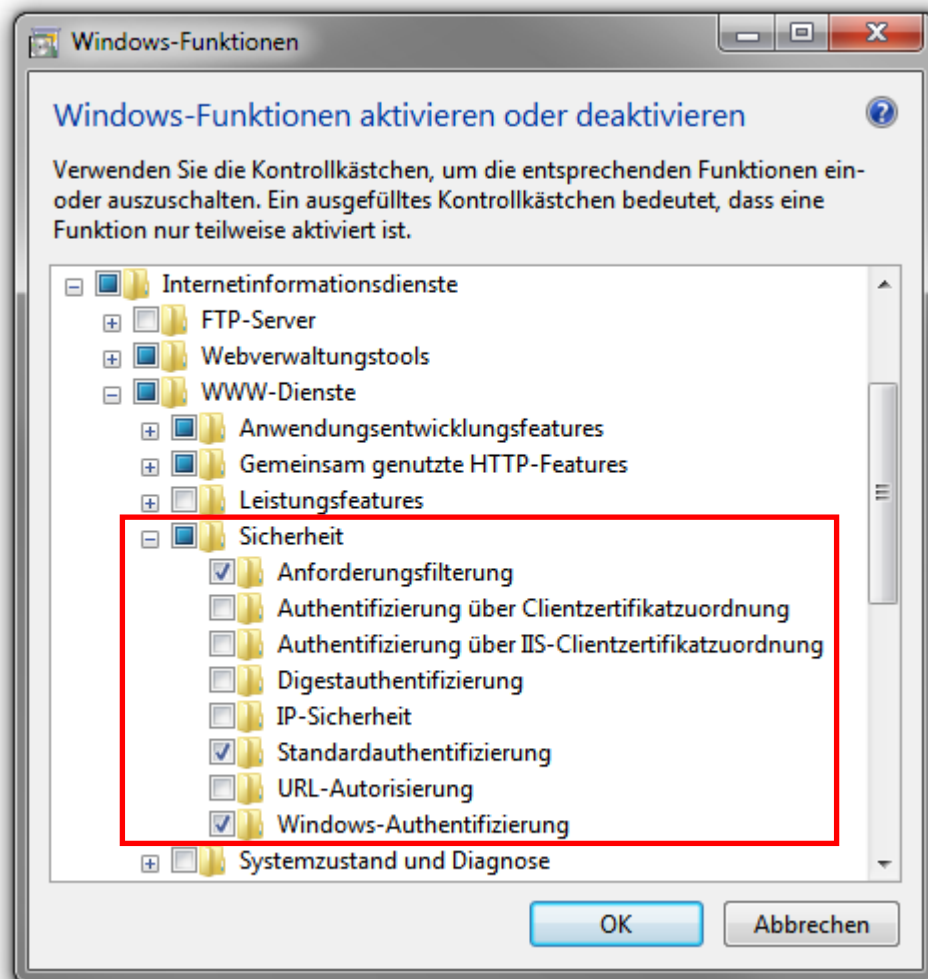 Windows-Funktionen
Windows-Funktionen aktivieren oder deaktivieren
Verwenden Sie die Kontrollkästchen, um die entsprechenden Funktionen ein-
oder auszuschalten. Ein ausgefülltes Kontrollkästchen bedeutet, dass eine
Funktion nur teilweise aktiviert ist.
Internetinformationsdienste
FTP-Server
Webverwaltungstools
WWW-Dienste
Anwendungsentwicklungsfeatures
Gemeinsam genutzte HTTP-Features
Leistungsfeatures
Sicherheit
Anforderungsfilterung
Authentifizierung über Clientzertifikatzuordnung
Authentifizierung über IIS-Clientzertifikatzuordnung
Digestauthentifizierung
IP-Sicherheit
Standardauthentifizierung
URL-Autorisierung
Windows-Authentifizierung
Systemzustand und Diagnose
OK Abbrechen